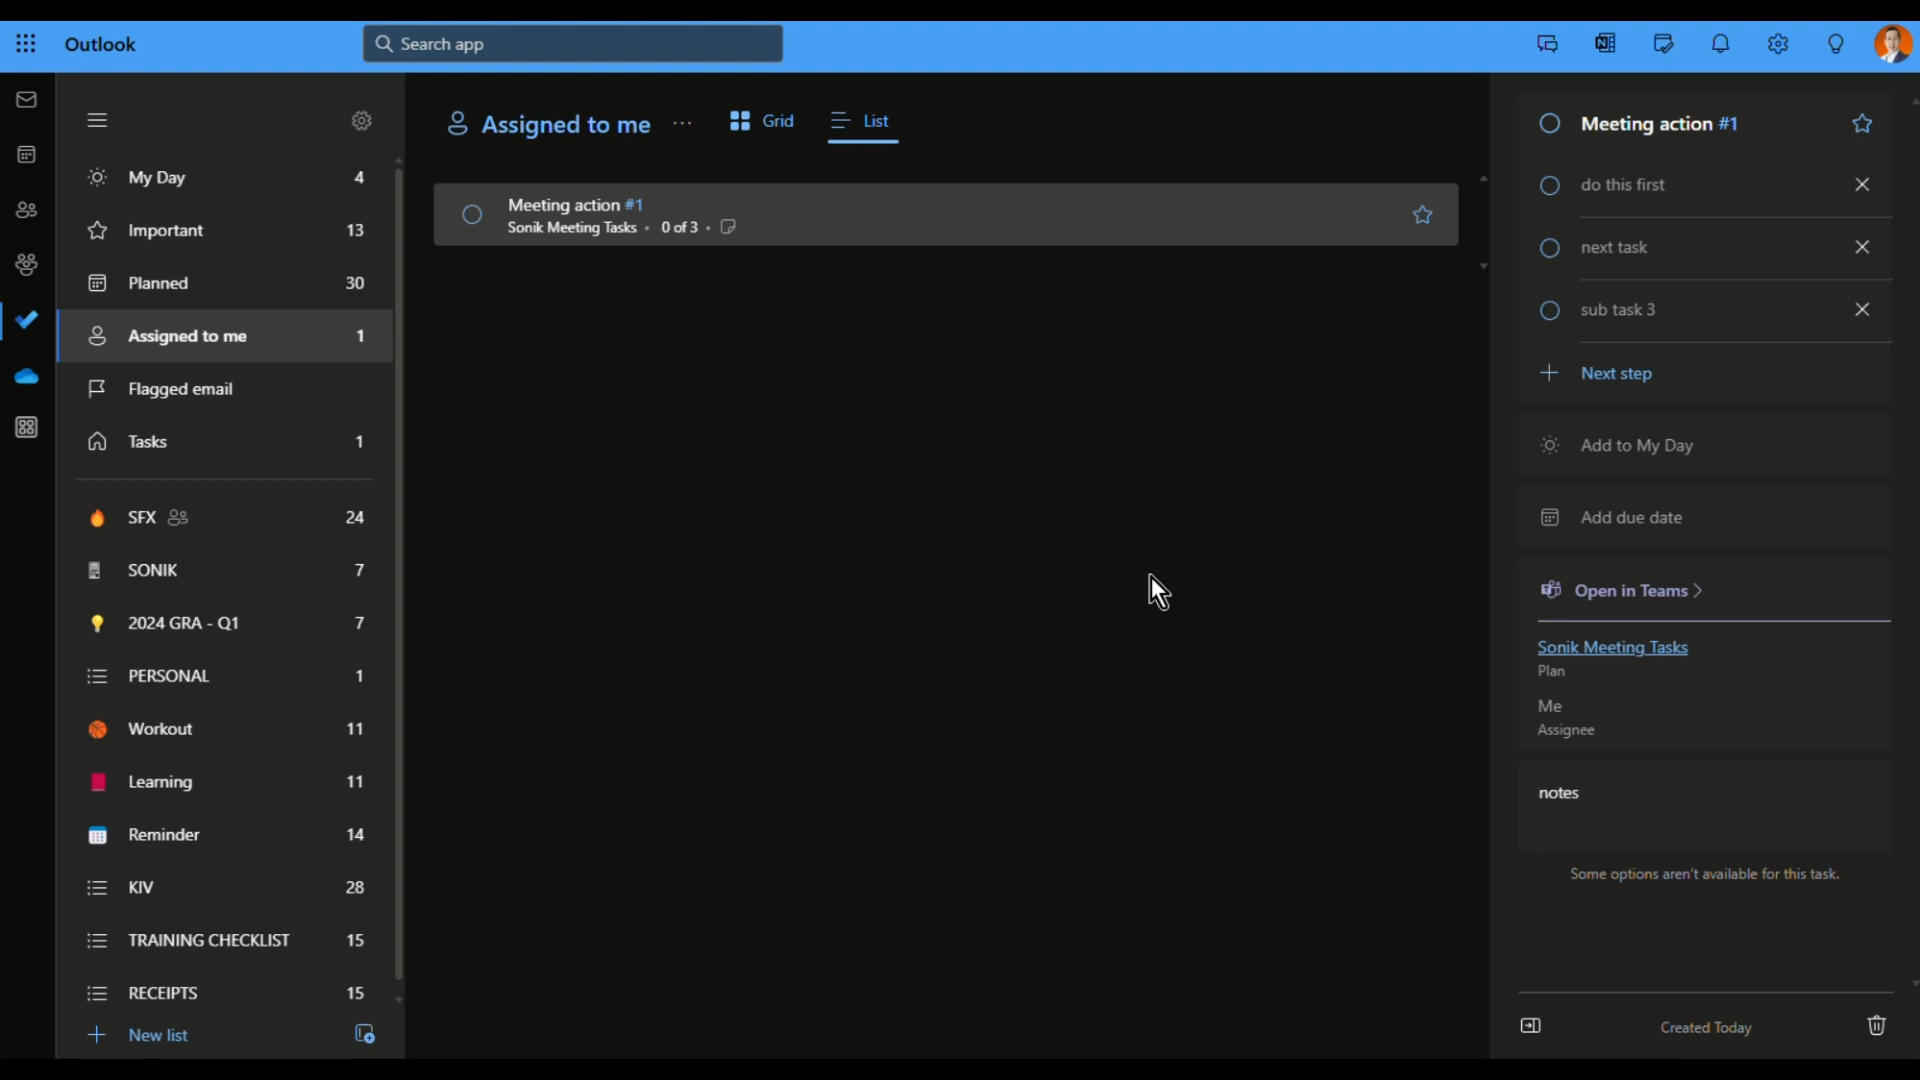 Outlook
Search app
My Day 4
Important 13
Planned 30
Assigned to me 1
Flagged email
Tasks 1
SFX 24
SONIK 7
2024 GRA - Q1 7
PERSONAL 1
Workout 11
Learning 11
Reminder 14
KIV 28
TRAINING CHECKLIST 15
RECEIPTS 15
New list
Assigned to me ... Grid List
Meeting action #1
Sonik Meeting Tasks • 0 of 3 •
Meeting action #1
do this first
next task
sub task 3
Next step
Add to My Day
Add due date
Open in Teams
Sonik Meeting Tasks
Plan
Me
Assignee
notes
Some options aren't available for this task.
Created Today